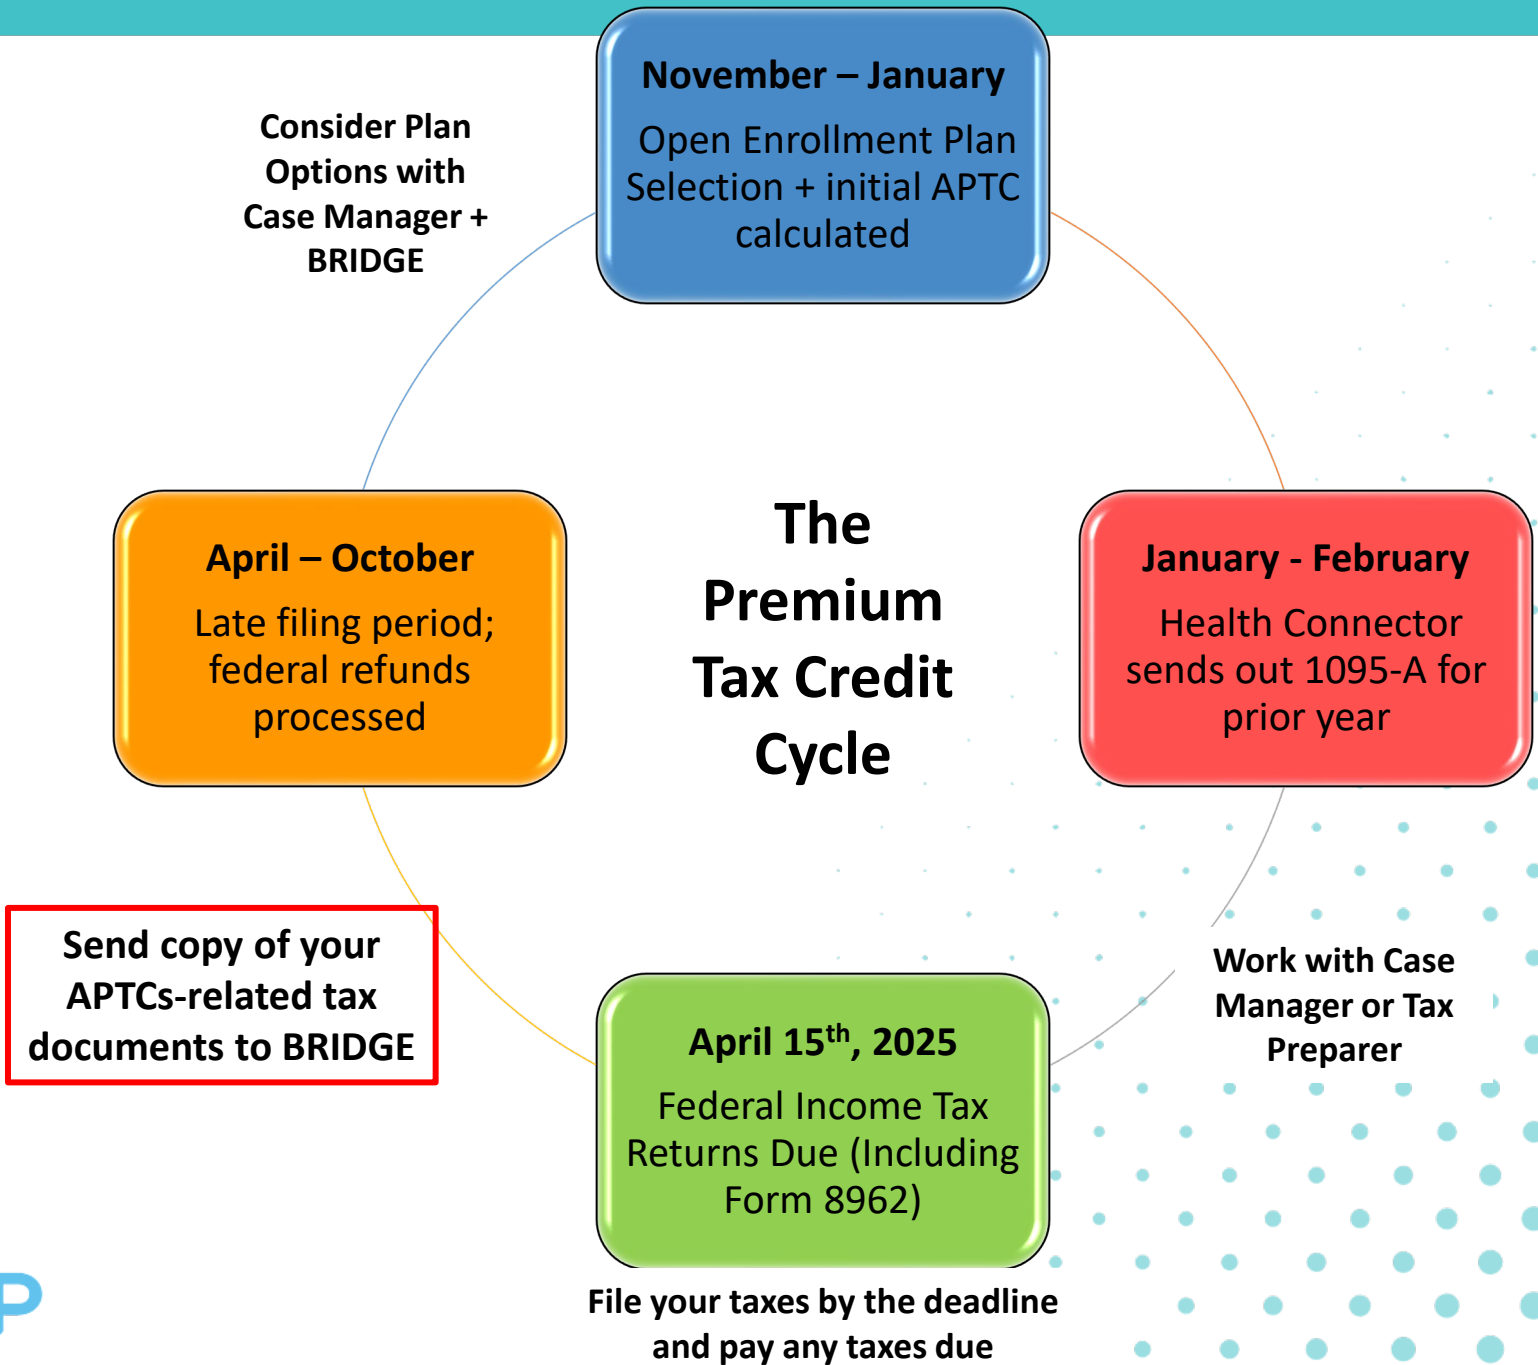 November – January
Open Enrollment Plan
Selection + initial APTC
calculated
Consider Plan
Options with
Case Manager +
BRIDGE
The
Premium
Tax Credit
Cycle
January - February
Health Connector
sends out 1095-A for
prior year
Work with Case
Manager or Tax
Preparer
April 15th, 2025
Federal Income Tax
Returns Due (Including
Form 8962)
File your taxes by the deadline
and pay any taxes due
Send copy of your
APTCs-related tax
documents to BRIDGE
April – October
Late filing period;
federal refunds
processed
P